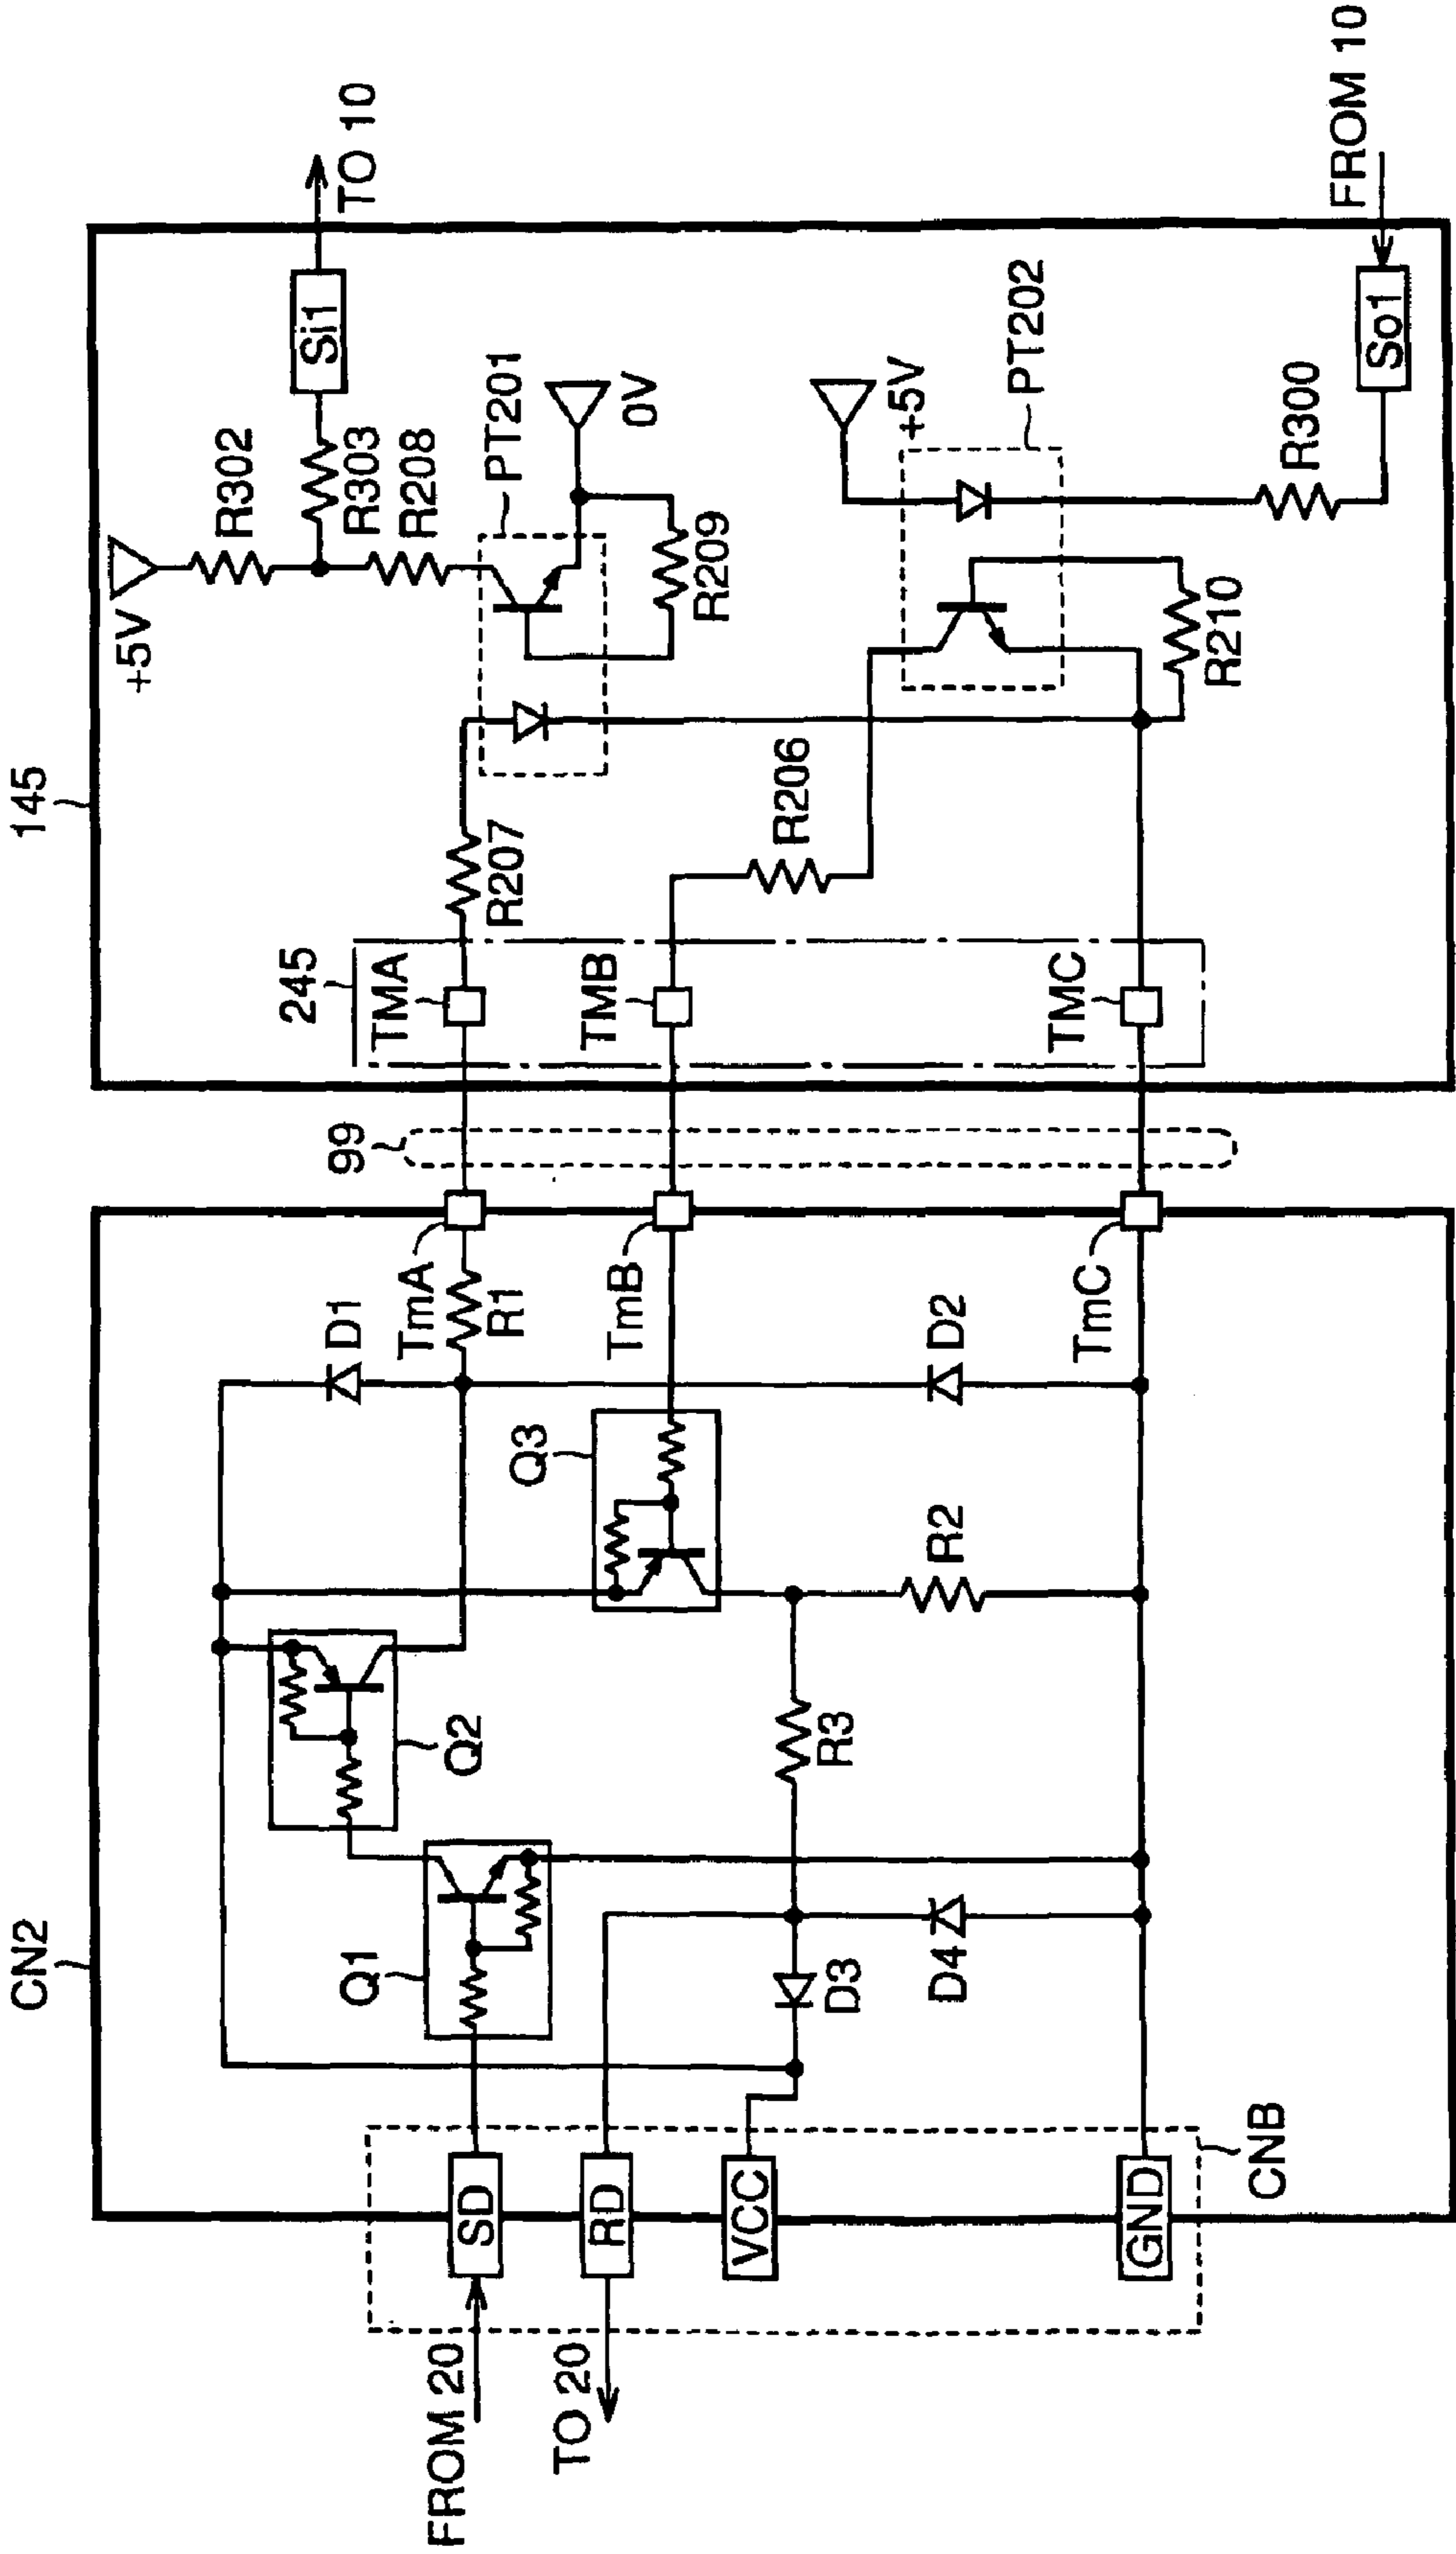 CN2
145
FROM 20
TO 20
SD
RD
VCC
GND
CNB
Q1
Q2
Q3
D1
D2
D3
D4
R1
R2
R3
TmA
TmB
TmC
99
245
TMA
TMB
TMC
R207
R206
PT201
PT202
+5V
R302
R303
R208
R209
0V
+5V
R210
R300
Si1
So1
TO 10
FROM 10